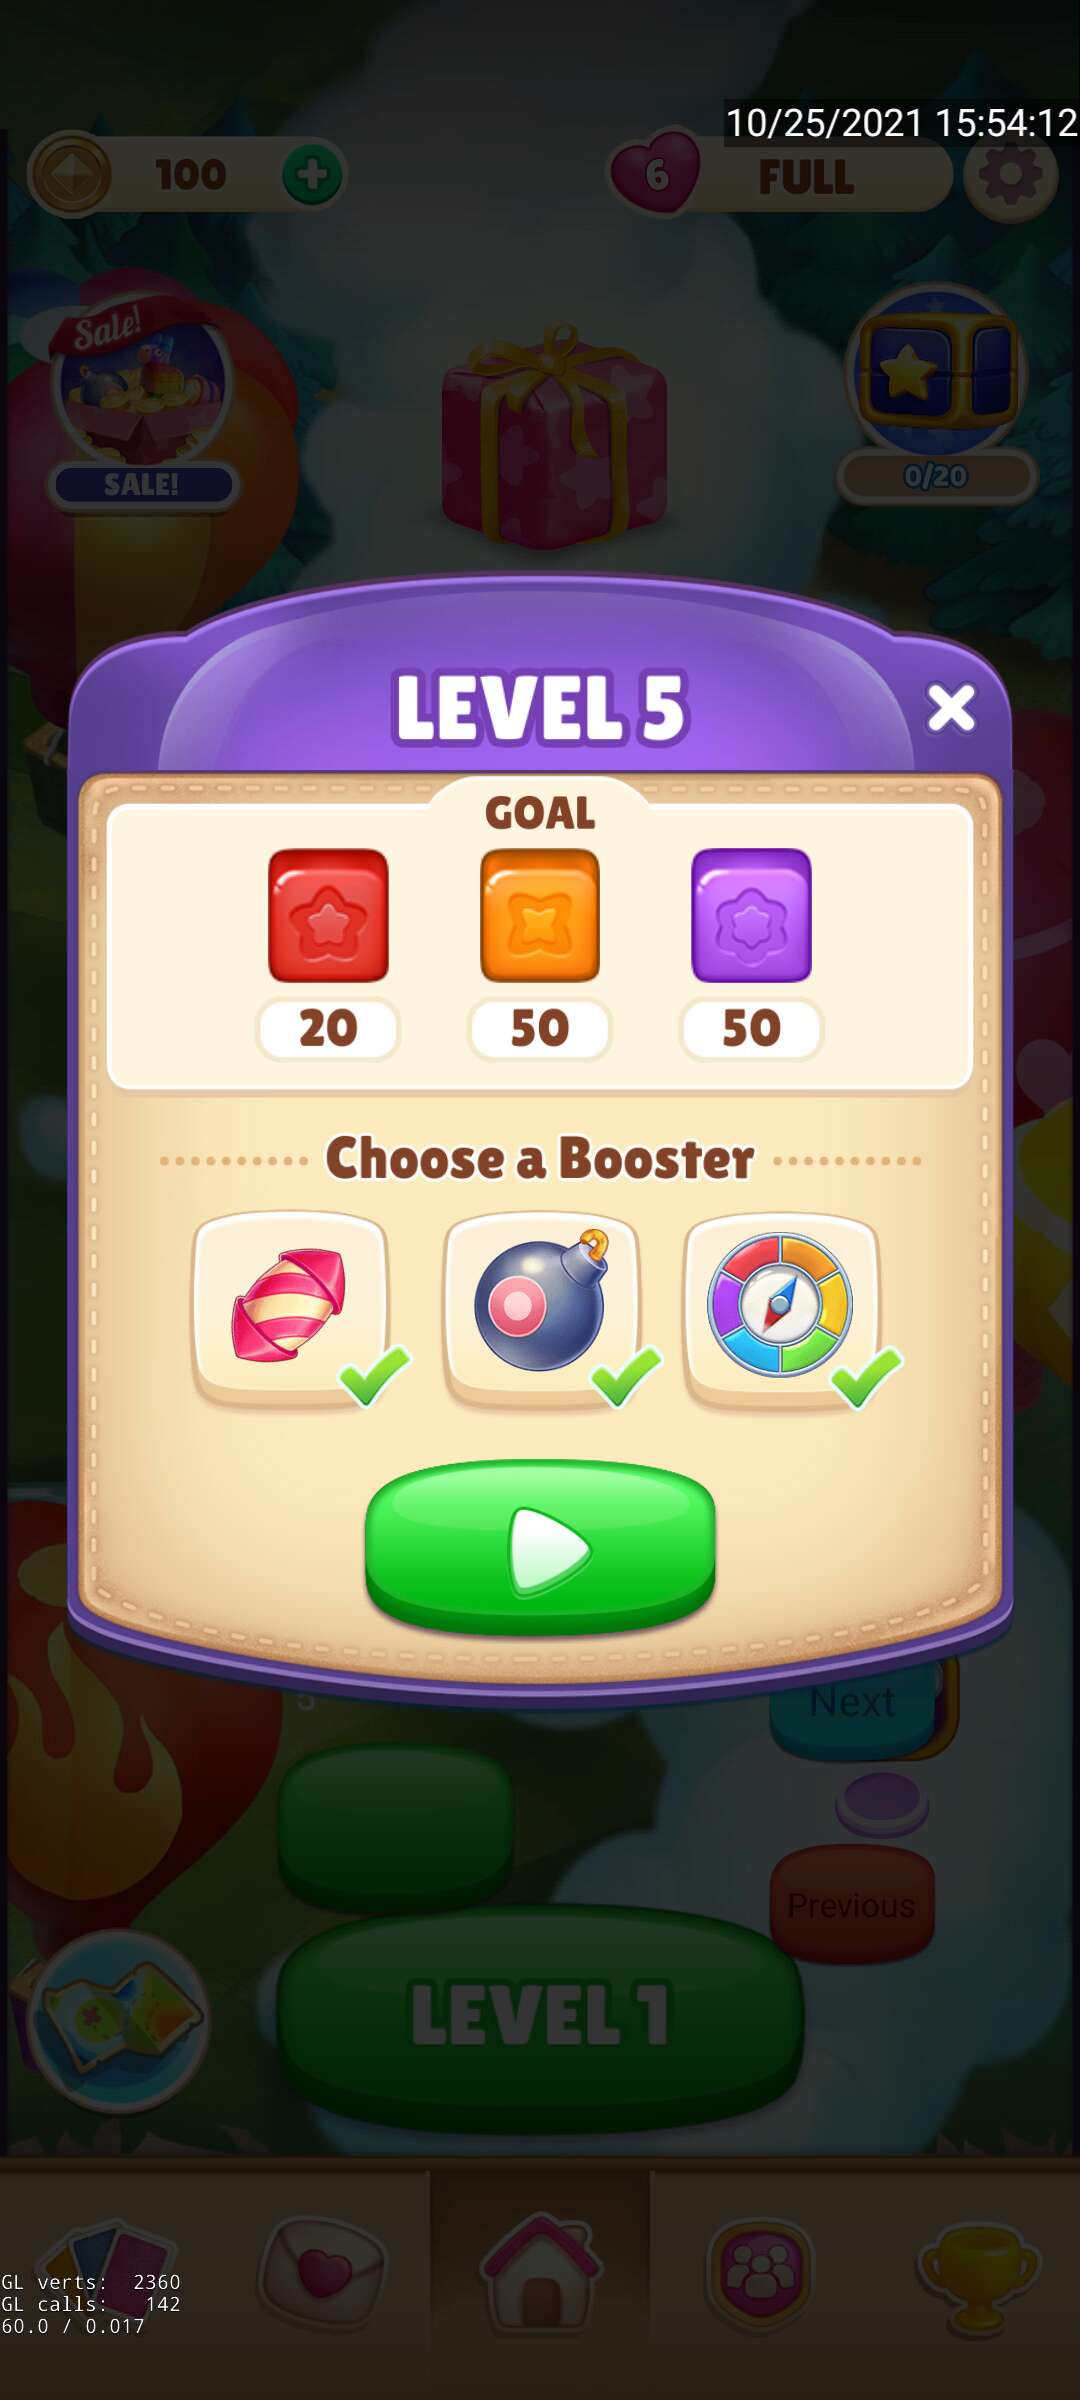 10/25/2021 15:54:12
100
6
FULL
Sale!
SALE!
0/20
LEVEL 5
GOAL
20
50
50
Choose a Booster
5
Next
Previous
LEVEL 1
GL verts: 2360
GL calls: 142
60.0 / 0.017